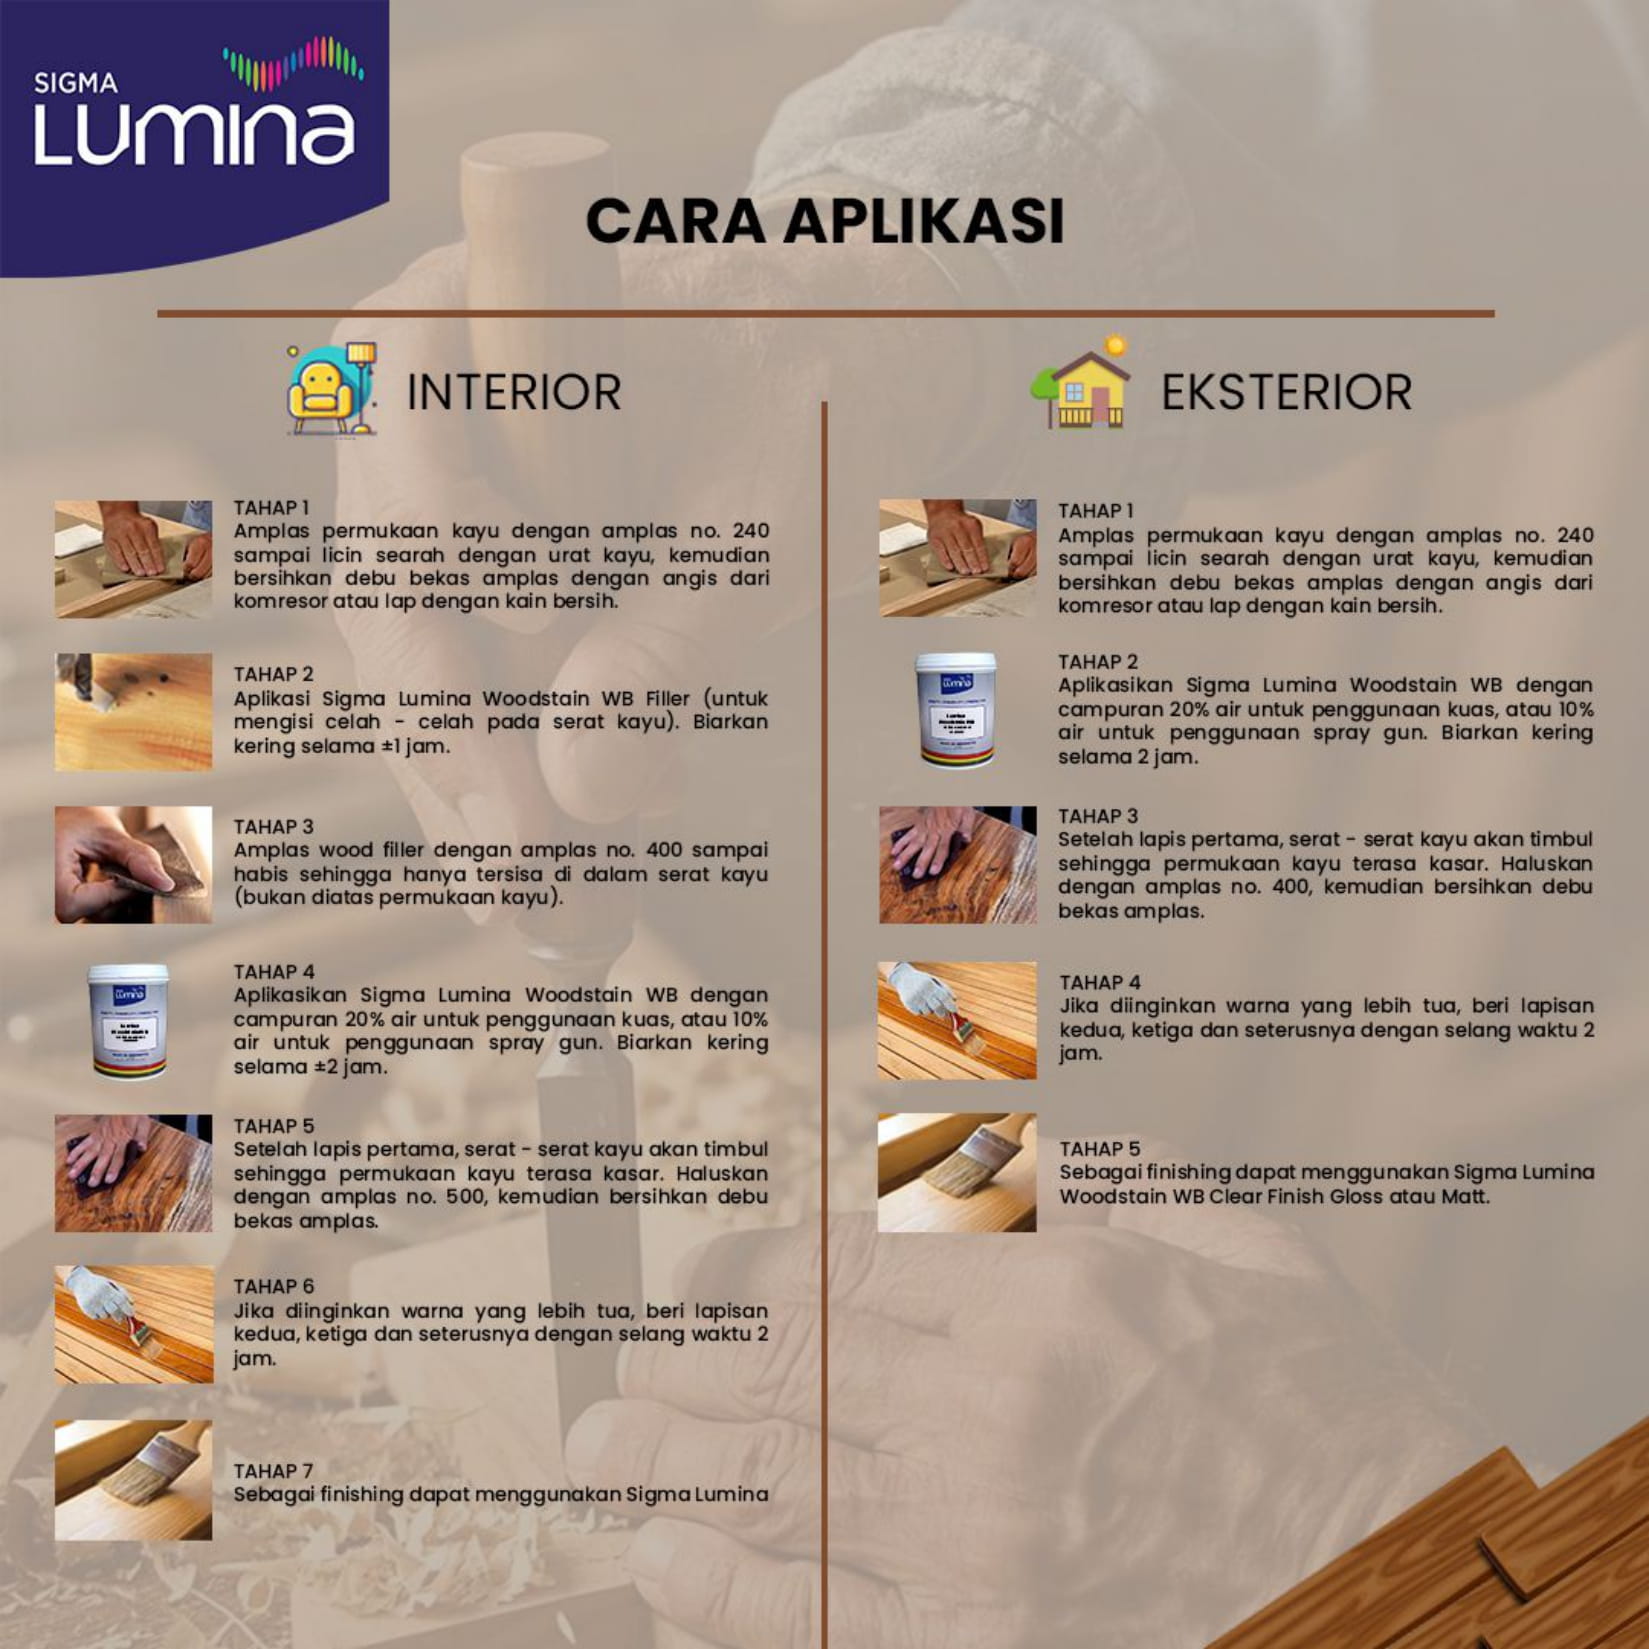 SIGMA
Lumina
CARA APLIKASI
INTERIOR
TAHAP 1
Amplas permukaan kayu dengan amplas no. 240
sampai licin searah dengan urat kayu, kemudian
bersihkan debu bekas amplas dengan angis dari
komresor atau lap dengan kain bersih.
TAHAP 2
Aplikasi Sigma Lumina Woodstain WB Filler (untuk
mengisi celah - celah pada serat kayu). Biarkan
kering selama ±1 jam.
TAHAP 3
Amplas wood filler dengan amplas no. 400 sampai
habis sehingga hanya tersisa di dalam serat kayu
(bukan diatas permukaan kayu).
Lumina
TAHAP 4
Aplikasikan Sigma Lumina Woodstain WB dengan
campuran 20% air untuk penggunaan kuas, atau 10%
air untuk penggunaan spray gun. Biarkan kering
selama ±2 jam.
TAHAP 5
Setelah lapis pertama, serat - serat kayu akan timbul
sehingga permukaan kayu terasa kasar. Haluskan
dengan amplas no. 500, kemudian bersihkan debu
bekas amplas.
TAHAP 6
Jika diinginkan warna yang lebih tua, beri lapisan
kedua, ketiga dan seterusnya dengan selang waktu 2
jam.
TAHAP 7
Sebagai finishing dapat menggunakan Sigma Lumina
EKSTERIOR
TAHAP 1
Amplas permukaan kayu dengan amplas no. 240
sampai licin searah dengan urat kayu, kemudian
bersihkan debu bekas amplas dengan angis dari
komresor atau lap dengan kain bersih.
Lumina
TAHAP 2
Aplikasikan Sigma Lumina Woodstain WB dengan
campuran 20% air untuk penggunaan kuas, atau 10%
air untuk penggunaan spray gun. Biarkan kering
selama 2 jam.
TAHAP 3
Setelah lapis pertama, serat - serat kayu akan timbul
sehingga permukaan kayu terasa kasar. Haluskan
dengan amplas no. 400, kemudian bersihkan debu
bekas amplas.
TAHAP 4
Jika diinginkan warna yang lebih tua, beri lapisan
kedua, ketiga dan seterusnya dengan selang waktu 2
jam.
TAHAP 5
Sebagai finishing dapat menggunakan Sigma Lumina
Woodstain WB Clear Finish Gloss atau Matt.